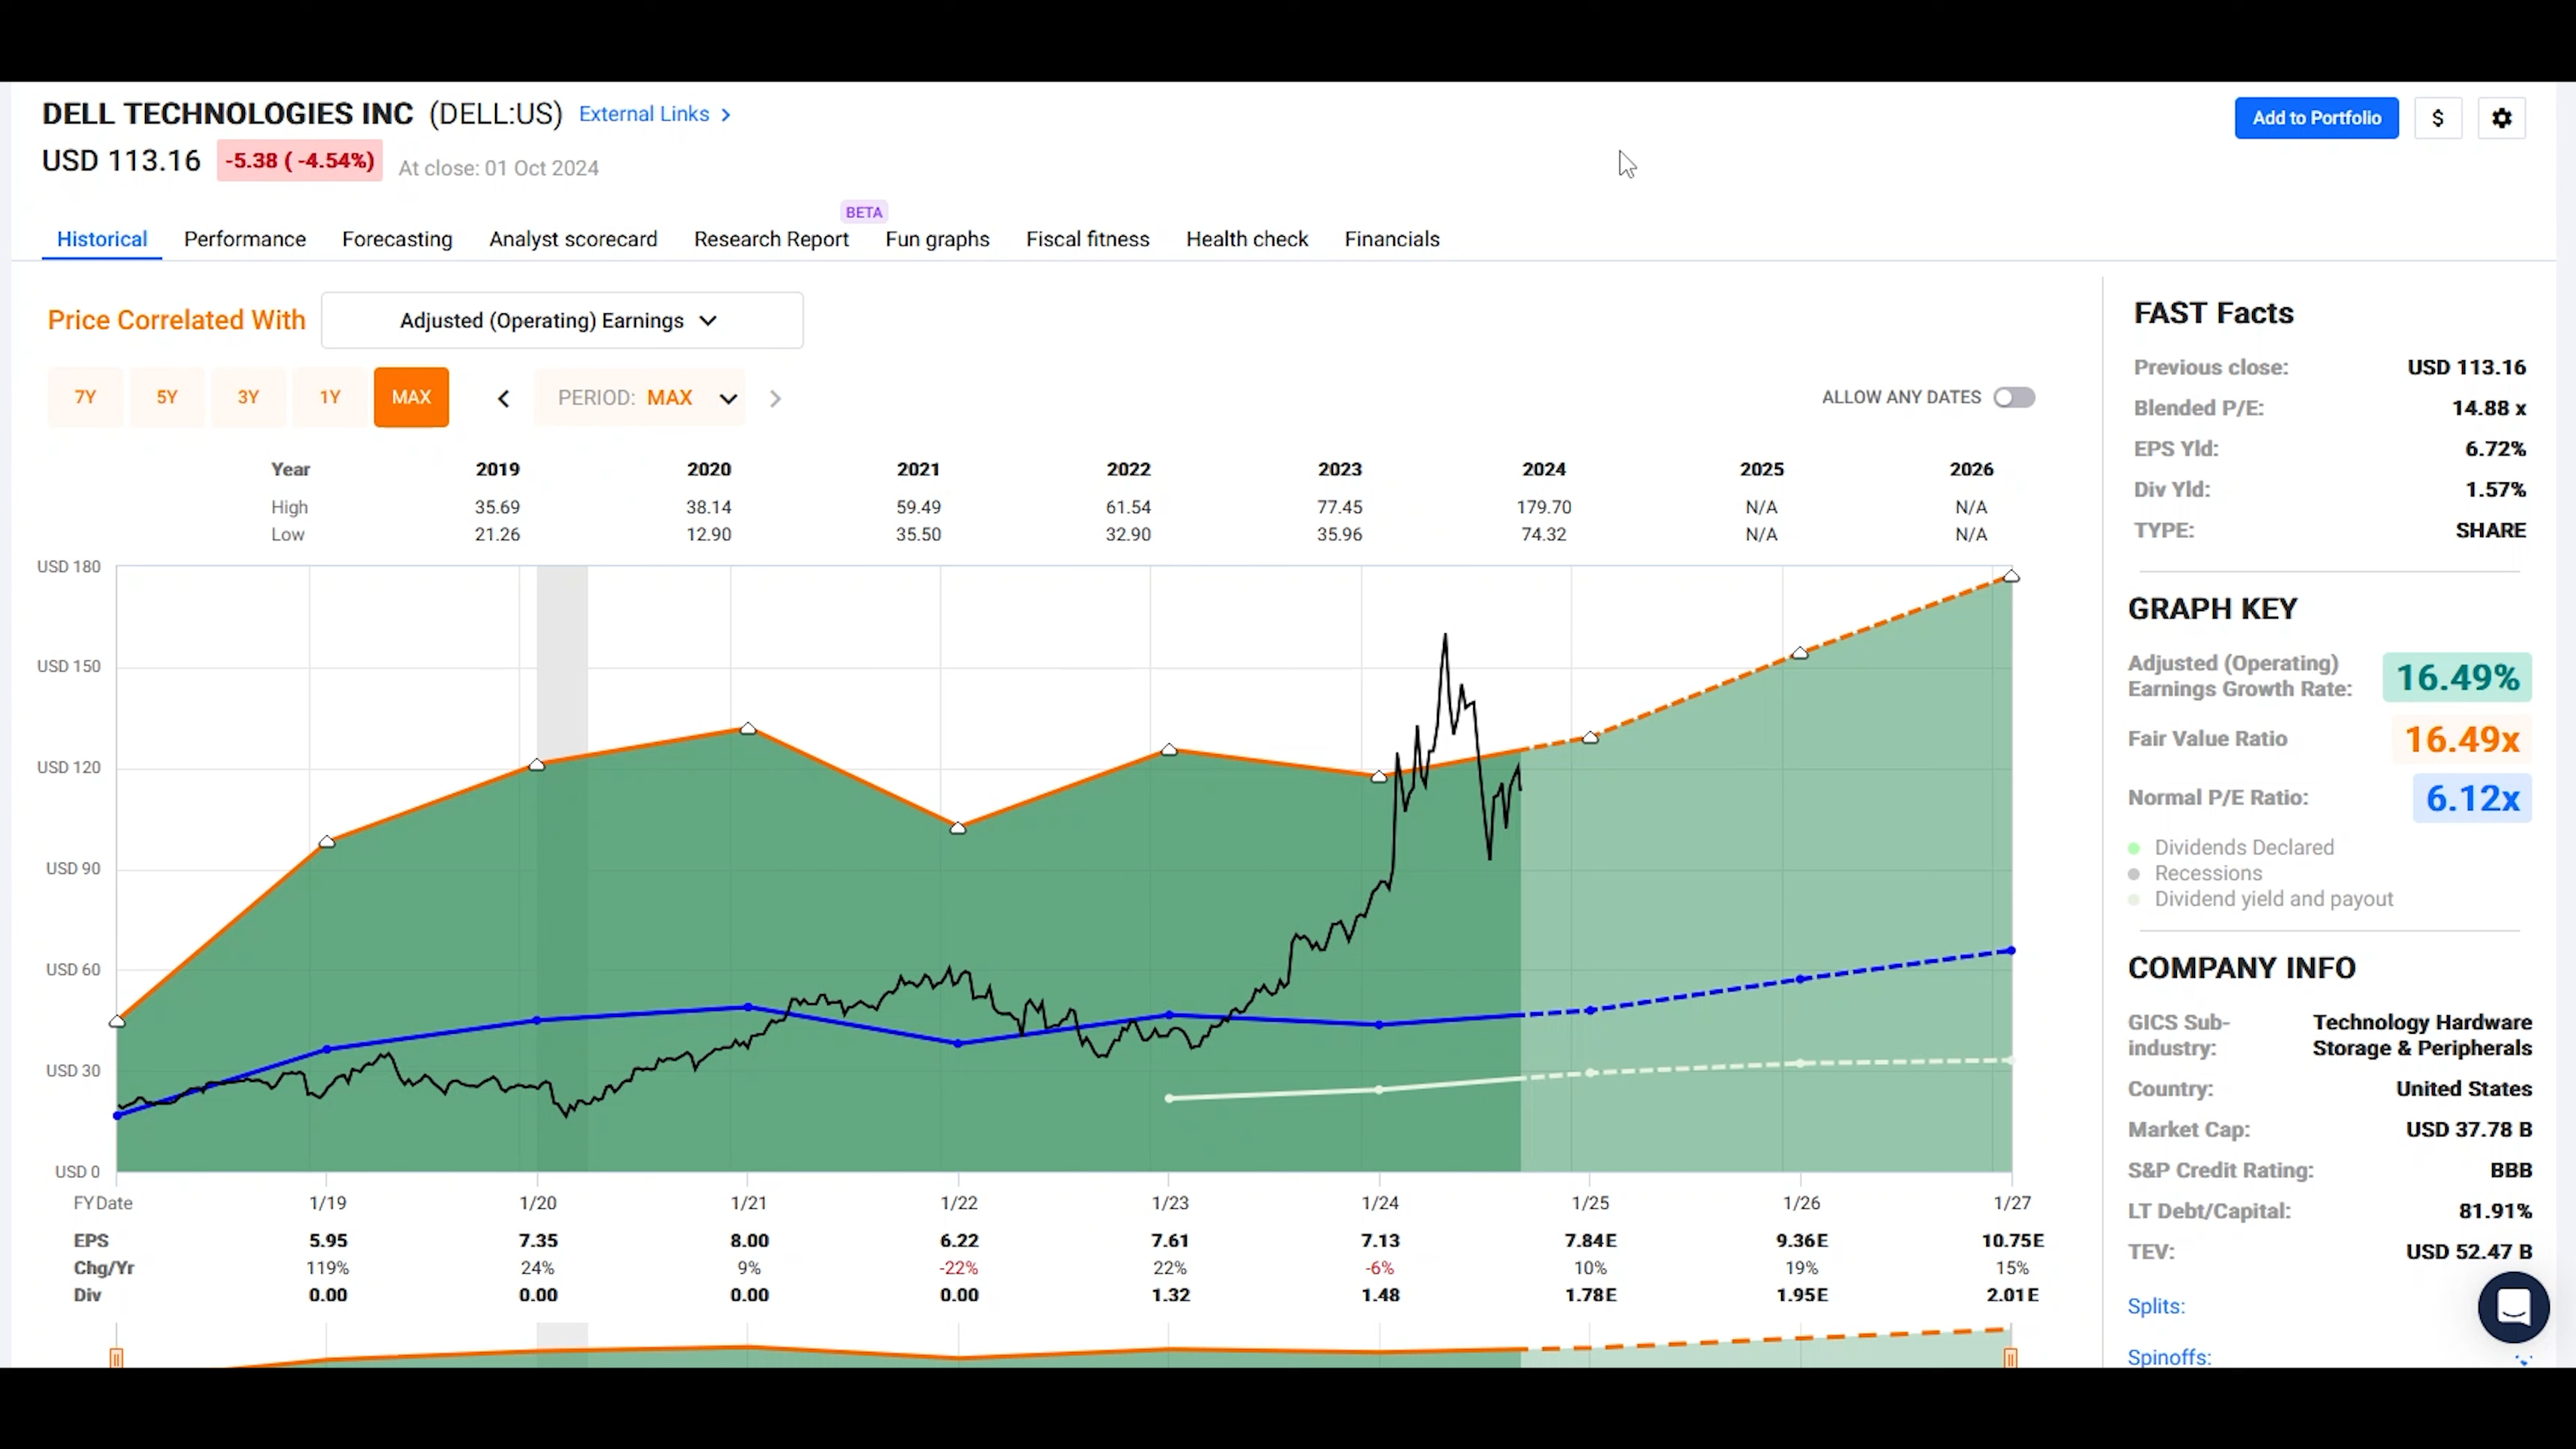 DELL TECHNOLOGIES INC (DELL:US) External Links >
Add to Portfolio $
USD 113.16 -5.38 ( -4.54%) At close: 01 Oct 2024
BETA
Historical Performance Forecasting Analyst scorecard Research Report Fun graphs Fiscal fitness Health check Financials
Price Correlated With Adjusted (Operating) Earnings
7Y 5Y 3Y 1Y MAX < PERIOD: MAX > ALLOW ANY DATES
Year 2019 2020 2021 2022 2023 2024 2025 2026
High 35.69 38.14 59.49 61.54 77.45 179.70 N/A N/A
Low 21.26 12.90 35.50 32.90 35.96 74.32 N/A N/A
USD 180
USD 150
USD 120
USD 90
USD 60
USD 30
USD 0
FY Date 1/19 1/20 1/21 1/22 1/23 1/24 1/25 1/26 1/27
EPS 5.95 7.35 8.00 6.22 7.61 7.13 7.84E 9.36E 10.75E
Chg/Yr 119% 24% 9% -22% 22% -6% 10% 19% 15%
Div 0.00 0.00 0.00 0.00 1.32 1.48 1.78E 1.95E 2.01E
FAST Facts
Previous close: USD 113.16
Blended P/E: 14.88 x
EPS Yld: 6.72%
Div Yld: 1.57%
TYPE: SHARE
GRAPH KEY
Adjusted (Operating)
Earnings Growth Rate: 16.49%
Fair Value Ratio 16.49x
Normal P/E Ratio: 6.12x
Dividends Declared
Recessions
Dividend yield and payout
COMPANY INFO
GICS Sub- Technology Hardware
industry: Storage & Peripherals
Country: United States
Market Cap: USD 37.78 B
S&P Credit Rating: BBB
LT Debt/Capital: 81.91%
TEV: USD 52.47 B
Splits:
Spinoffs: